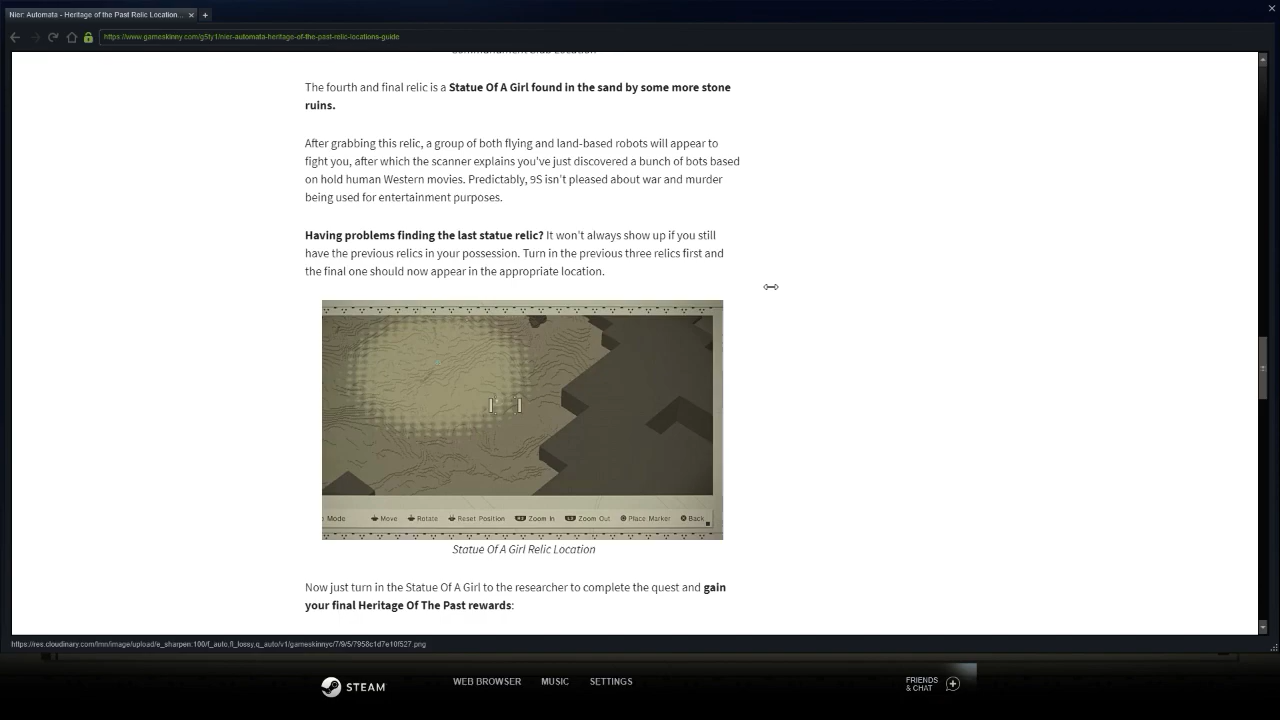 Nier: Automata - Heritage of the Past Relic Location...
https://www.gameskinny.com/g5ty1/nier-automata-heritage-of-the-past-relic-locations-guide
The fourth and final relic is a Statue Of A Girl found in the sand by some more stone
ruins.
After grabbing this relic, a group of both flying and land-based robots will appear to
fight you, after which the scanner explains you've just discovered a bunch of bots based
on hold human Western movies. Predictably, 9S isn't pleased about war and murder
being used for entertainment purposes.
Having problems finding the last statue relic? It won't always show up if you still
have the previous relics in your possession. Turn in the previous three relics first and
the final one should now appear in the appropriate location.
Mode Move Rotate Reset Position Zoom In Zoom Out Place Marker Back
Statue Of A Girl Relic Location
Now just turn in the Statue Of A Girl to the researcher to complete the quest and gain
your final Heritage Of The Past rewards:
https://res.cloudinary.com/lmn/image/upload/e_sharpen:100/f_auto,fl_lossy,q_auto/v1/gameskinnyc/7/9/5/7958c1d7e10f527.png
STEAM
WEB BROWSER MUSIC SETTINGS
FRIENDS
& CHAT